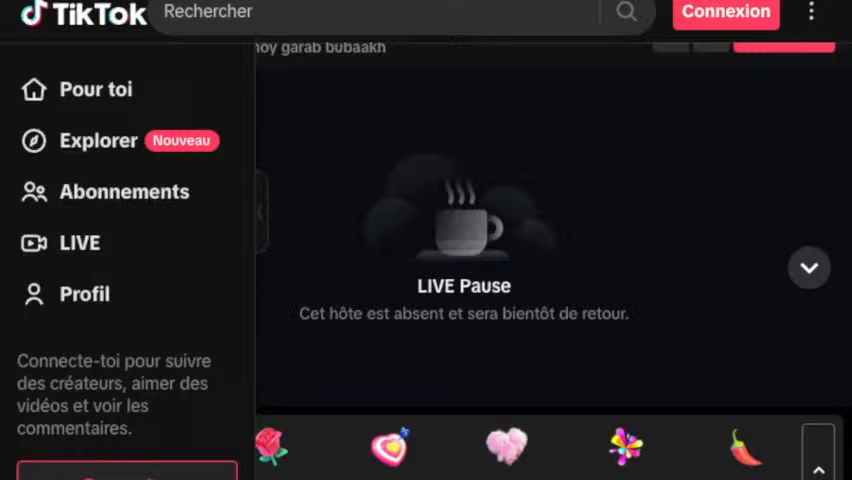 TikTok
Rechercher
Connexion
garab bubaakh
Pour toi
Explorer
Nouveau
Abonnements
LIVE
Profil
Connecte-toi pour suivre
des créateurs, aimer des
vidéos et voir les
commentaires.
LIVE Pause
Cet hôte est absent et sera bientôt de retour.